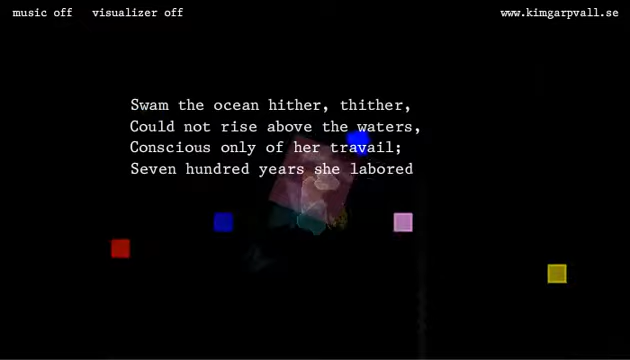 music off visualizer off www.kimgarpvall.se
Swam the ocean hither, thither,
Could not rise above the waters,
Conscious only of her travail;
Seven hundred years she labored